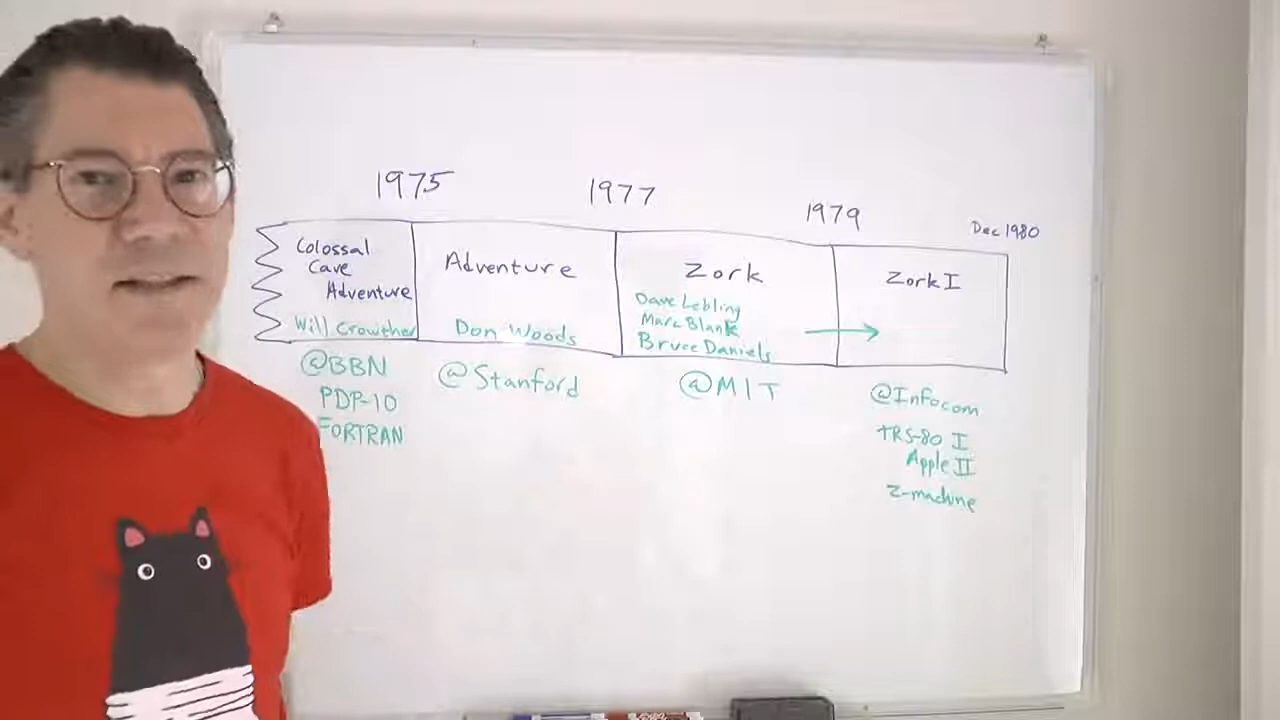 1975
1977
1979
Dec 1980
Colossal
Cave
Adventure
Will Crowther
@BBN
PDP-10
FORTRAN
Adventure
Don Woods
@Stanford
Zork
Dave Lebling
Marc Blank
Bruce Daniels
@MIT
Zork I
@Infocom
TRS-80 I
Apple II
Z-machine